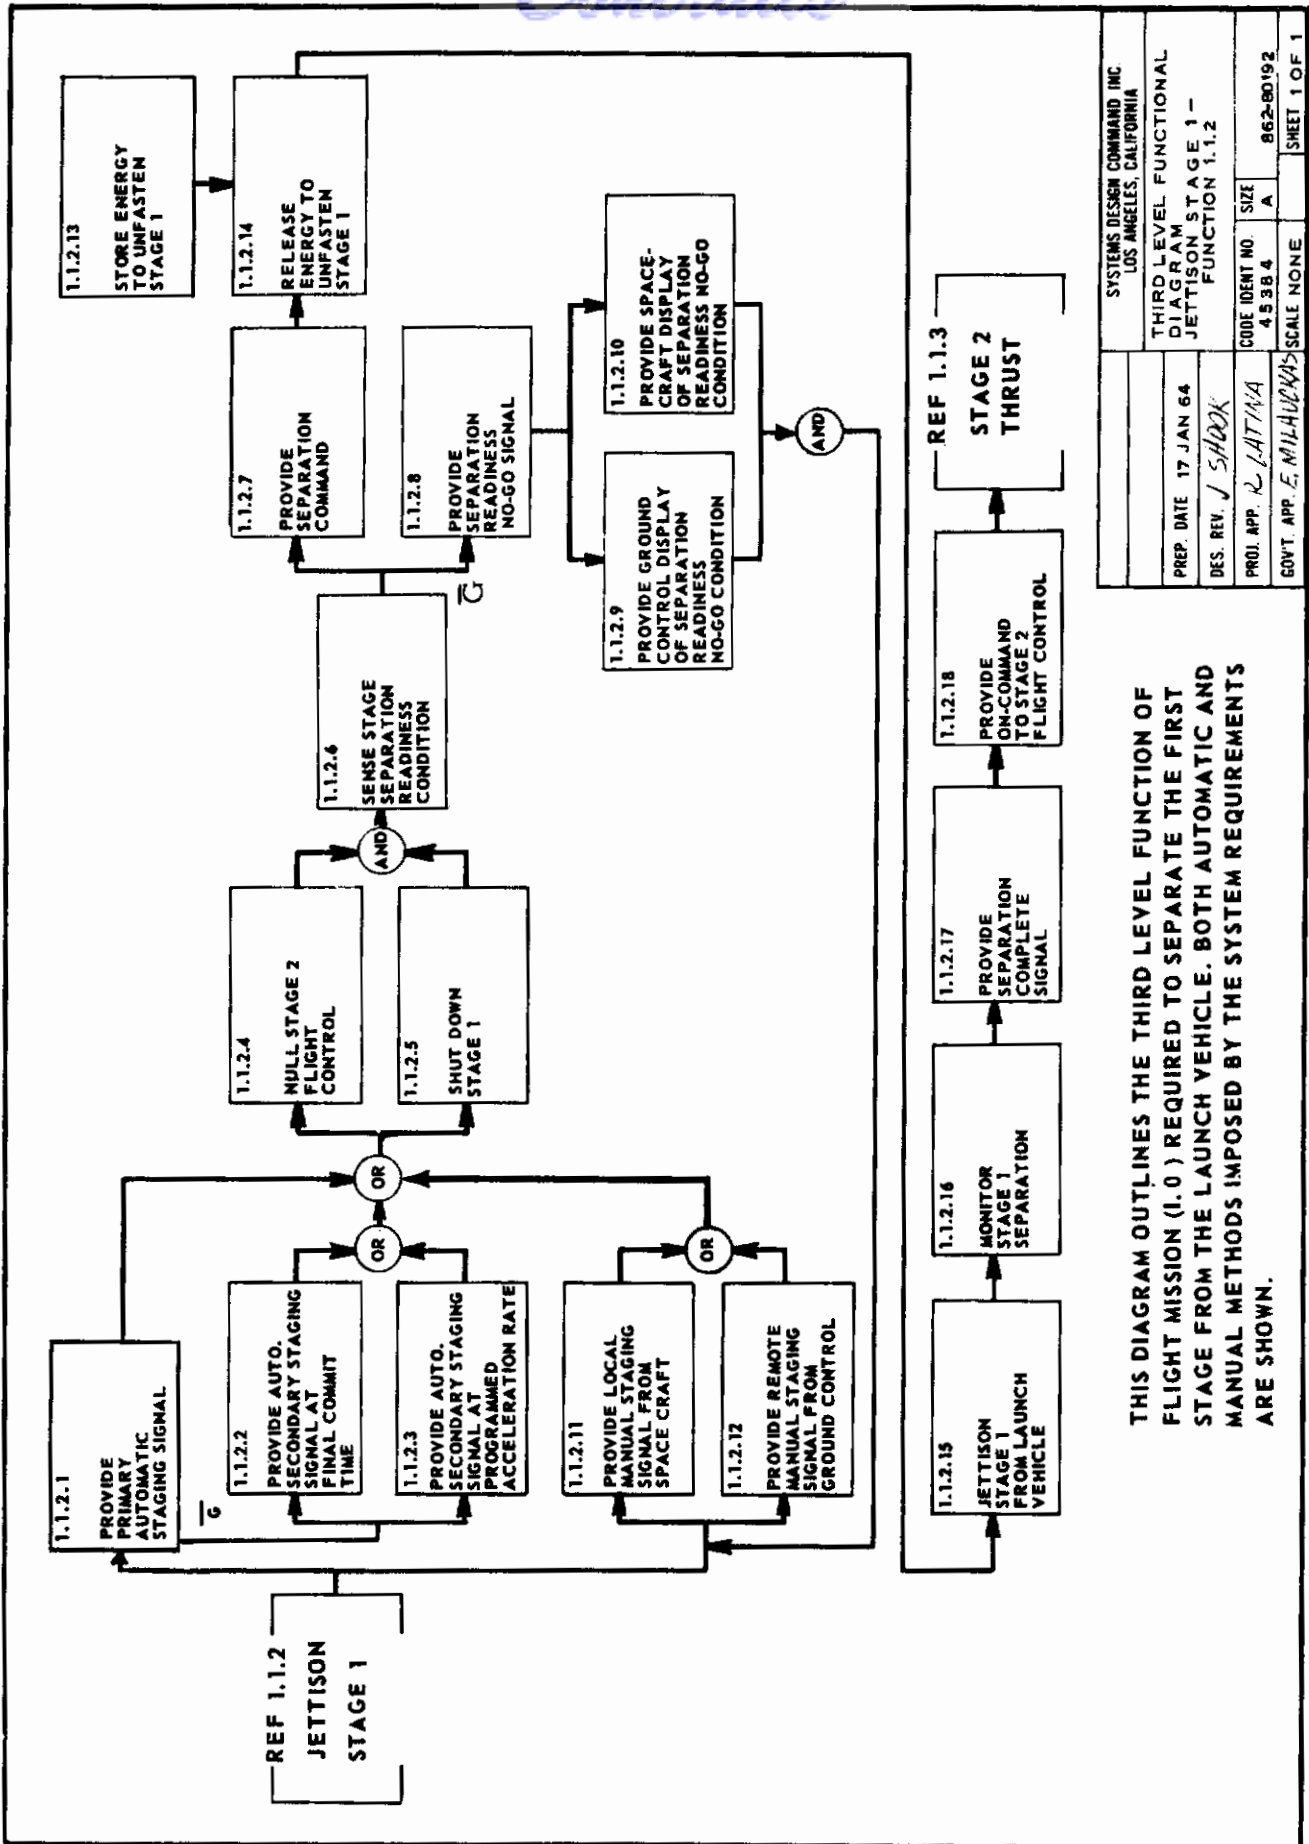 REF 1.1.2
JETTISON
STAGE 1
1.1.2.1
PROVIDE
PRIMARY
AUTOMATIC
STAGING SIGNAL
G
1.1.2.2
PROVIDE AUTO.
SECONDARY STAGING
SIGNAL AT
FINAL COMMIT
TIME
1.1.2.3
PROVIDE AUTO.
SECONDARY STAGING
SIGNAL AT
PROGRAMMED
ACCELERATION RATE
OR
OR
1.1.2.11
PROVIDE LOCAL
MANUAL STAGING
SIGNAL FROM
SPACE CRAFT
1.1.2.12
PROVIDE REMOTE
MANUAL STAGING
SIGNAL FROM
GROUND CONTROL
OR
1.1.2.4
NULL STAGE 2
FLIGHT
CONTROL
1.1.2.5
SHUT DOWN
STAGE 1
AND
1.1.2.6
SENSE STAGE
SEPARATION
READINESS
CONDITION
G
1.1.2.7
PROVIDE
SEPARATION
COMMAND
1.1.2.8
PROVIDE
SEPARATION
READINESS
NO-GO SIGNAL
1.1.2.13
STORE ENERGY
TO UNFASTEN
STAGE 1
1.1.2.14
RELEASE
ENERGY TO
UNFASTEN
STAGE 1
1.1.2.9
PROVIDE GROUND
CONTROL DISPLAY
OF SEPARATION
READINESS
NO-GO CONDITION
1.1.2.10
PROVIDE SPACE-
CRAFT DISPLAY
OF SEPARATION
READINESS NO-GO
CONDITION
AND
1.1.2.15
JETTISON
STAGE 1
FROM LAUNCH
VEHICLE
1.1.2.16
MONITOR
STAGE 1
SEPARATION
1.1.2.17
PROVIDE
SEPARATION
COMPLETE
SIGNAL
1.1.2.18
PROVIDE
ON-COMMAND
TO STAGE 2
FLIGHT CONTROL
REF 1.1.3
STAGE 2
THRUST
THIS DIAGRAM OUTLINES THE THIRD LEVEL FUNCTION OF
FLIGHT MISSION (1.0) REQUIRED TO SEPARATE THE FIRST
STAGE FROM THE LAUNCH VEHICLE. BOTH AUTOMATIC AND
MANUAL METHODS IMPOSED BY THE SYSTEM REQUIREMENTS
ARE SHOWN.
SYSTEMS DESIGN COMMAND INC.
LOS ANGELES, CALIFORNIA
PREP. DATE 17 JAN 64
THIRD LEVEL FUNCTIONAL
DIAGRAM
JETTISON STAGE 1 —
FUNCTION 1.1.2
DES. REV. J SHOOK
PROJ. APP. R LATINA
CODE IDENT NO.
45384
SIZE
A
862-80192
GOV'T. APP. E. MILAUCKAS
SCALE NONE
SHEET 1 OF 1